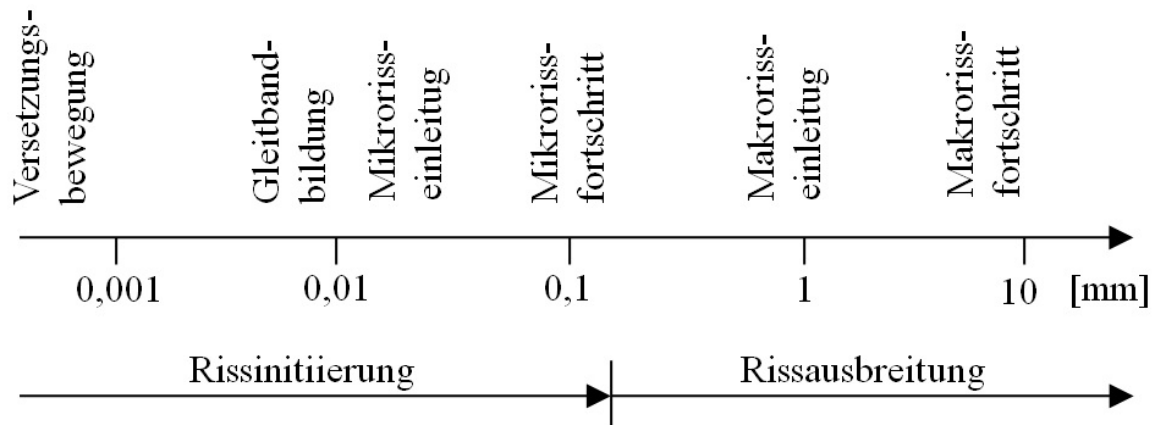 Versetzungs-
bewegung
Gleitband-
bildung
Mikroriss-
einleitug
Mikroriss-
fortschritt
Makroriss-
einleitug
Makroriss-
fortschritt
0,001
0,01
0,1
1
10
[mm]
Rissinitiierung
Rissausbreitung